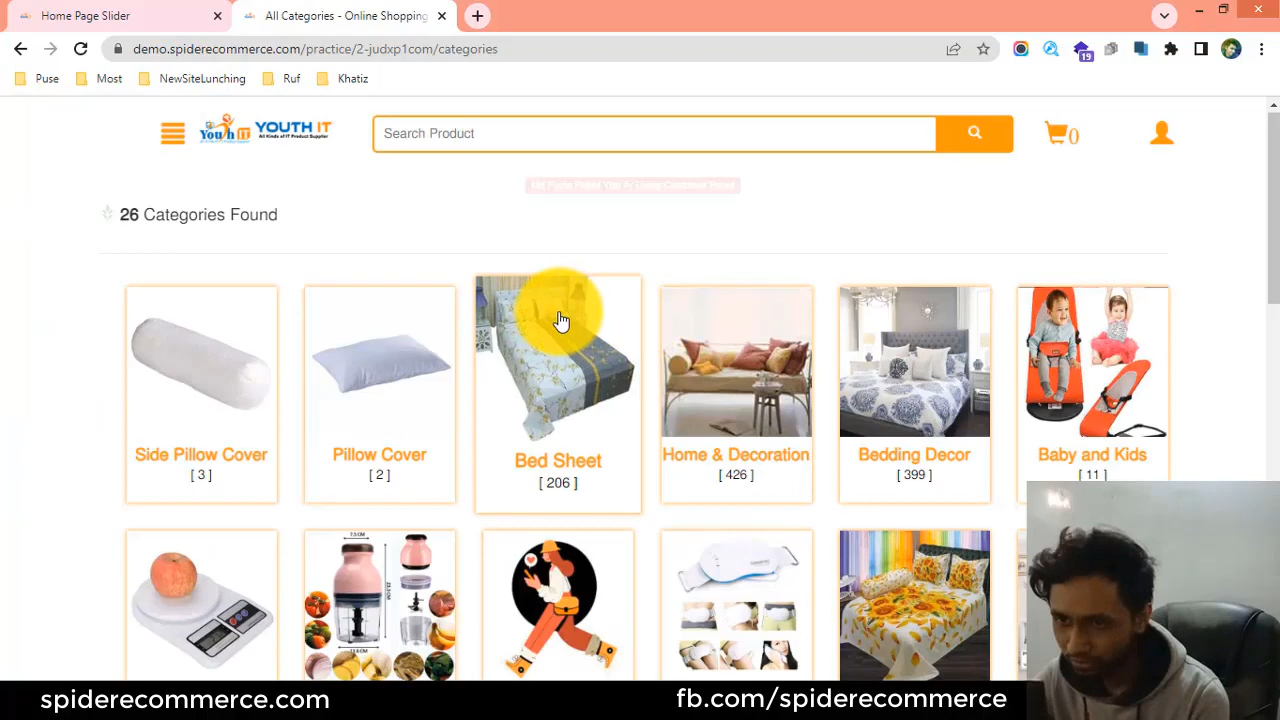 Home Page Slider
All Categories - Online Shopping
demo.spiderecommerce.com/practice/2-judxp1com/categories
19
Puse
Most
NewSiteLunching
Ruf
Khatiz
Youth IT
YOUTH IT
All Kinds of IT Product Supplier
Search Product
0
26 Categories Found
Side Pillow Cover
[ 3 ]
Pillow Cover
[ 2 ]
Bed Sheet
[ 206 ]
Home & Decoration
[ 426 ]
Bedding Decor
[ 399 ]
Baby and Kids
[ 11 ]
spiderecommerce.com
fb.com/spiderecommerce